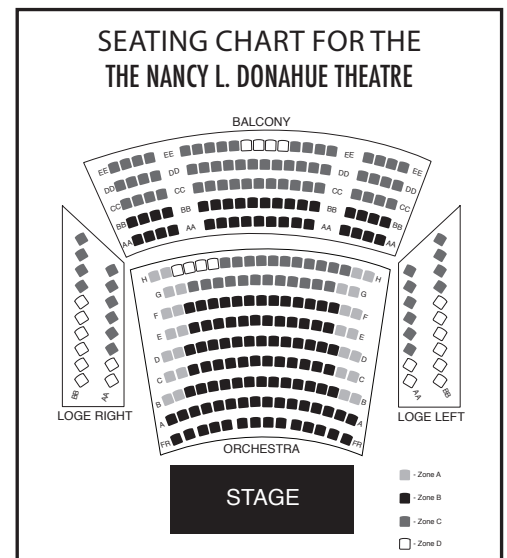 SEATING CHART FOR THE
THE NANCY L. DONAHUE THEATRE
BALCONY
EE EE EE EE
DD DD DD DD
CC CC CC CC
BB BB BB BB
AA AA AA AA
H H
G G
F F
E E
D D
C C
B B
A A
FR FR
ORCHESTRA
BB AA
LOGE RIGHT
AA BB
LOGE LEFT
STAGE
- Zone A
- Zone B
- Zone C
- Zone D